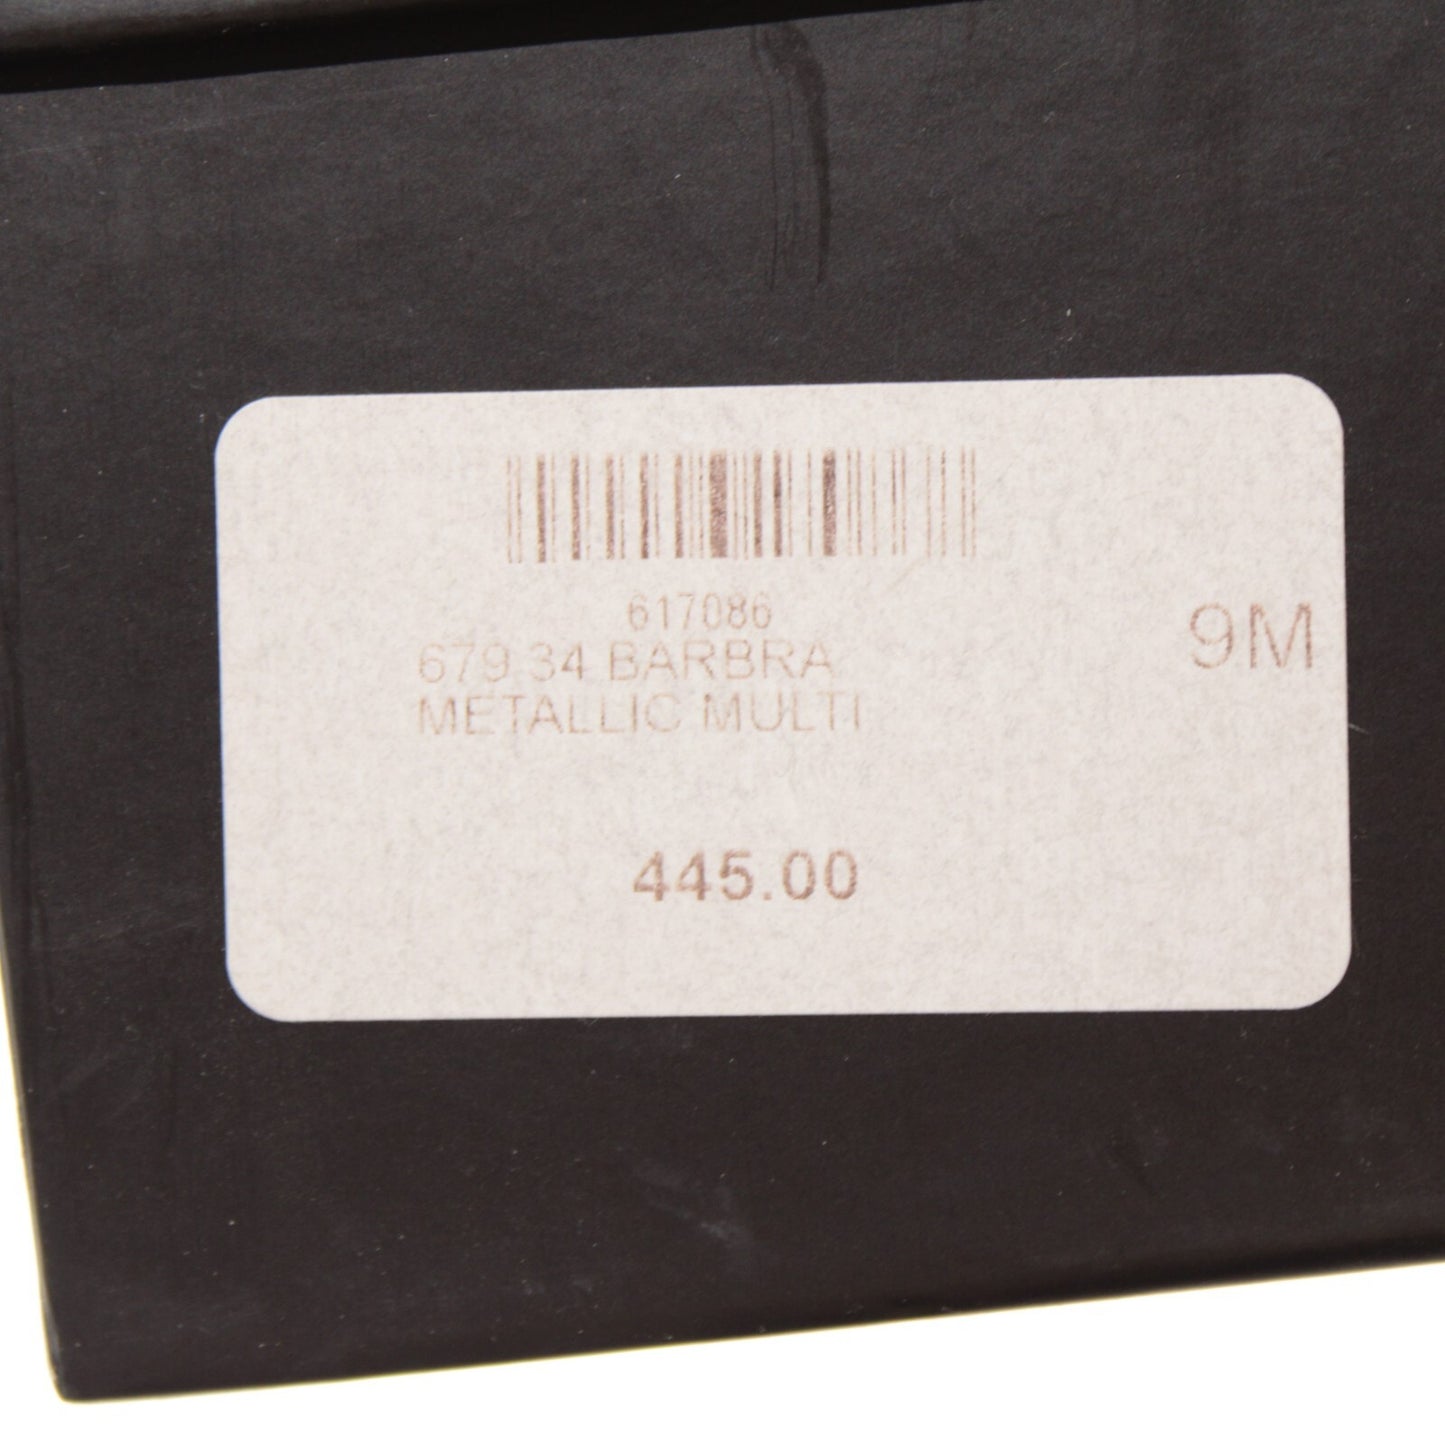 617086
679 34 BARBRA
METALLIC MULTI
9M
445.00